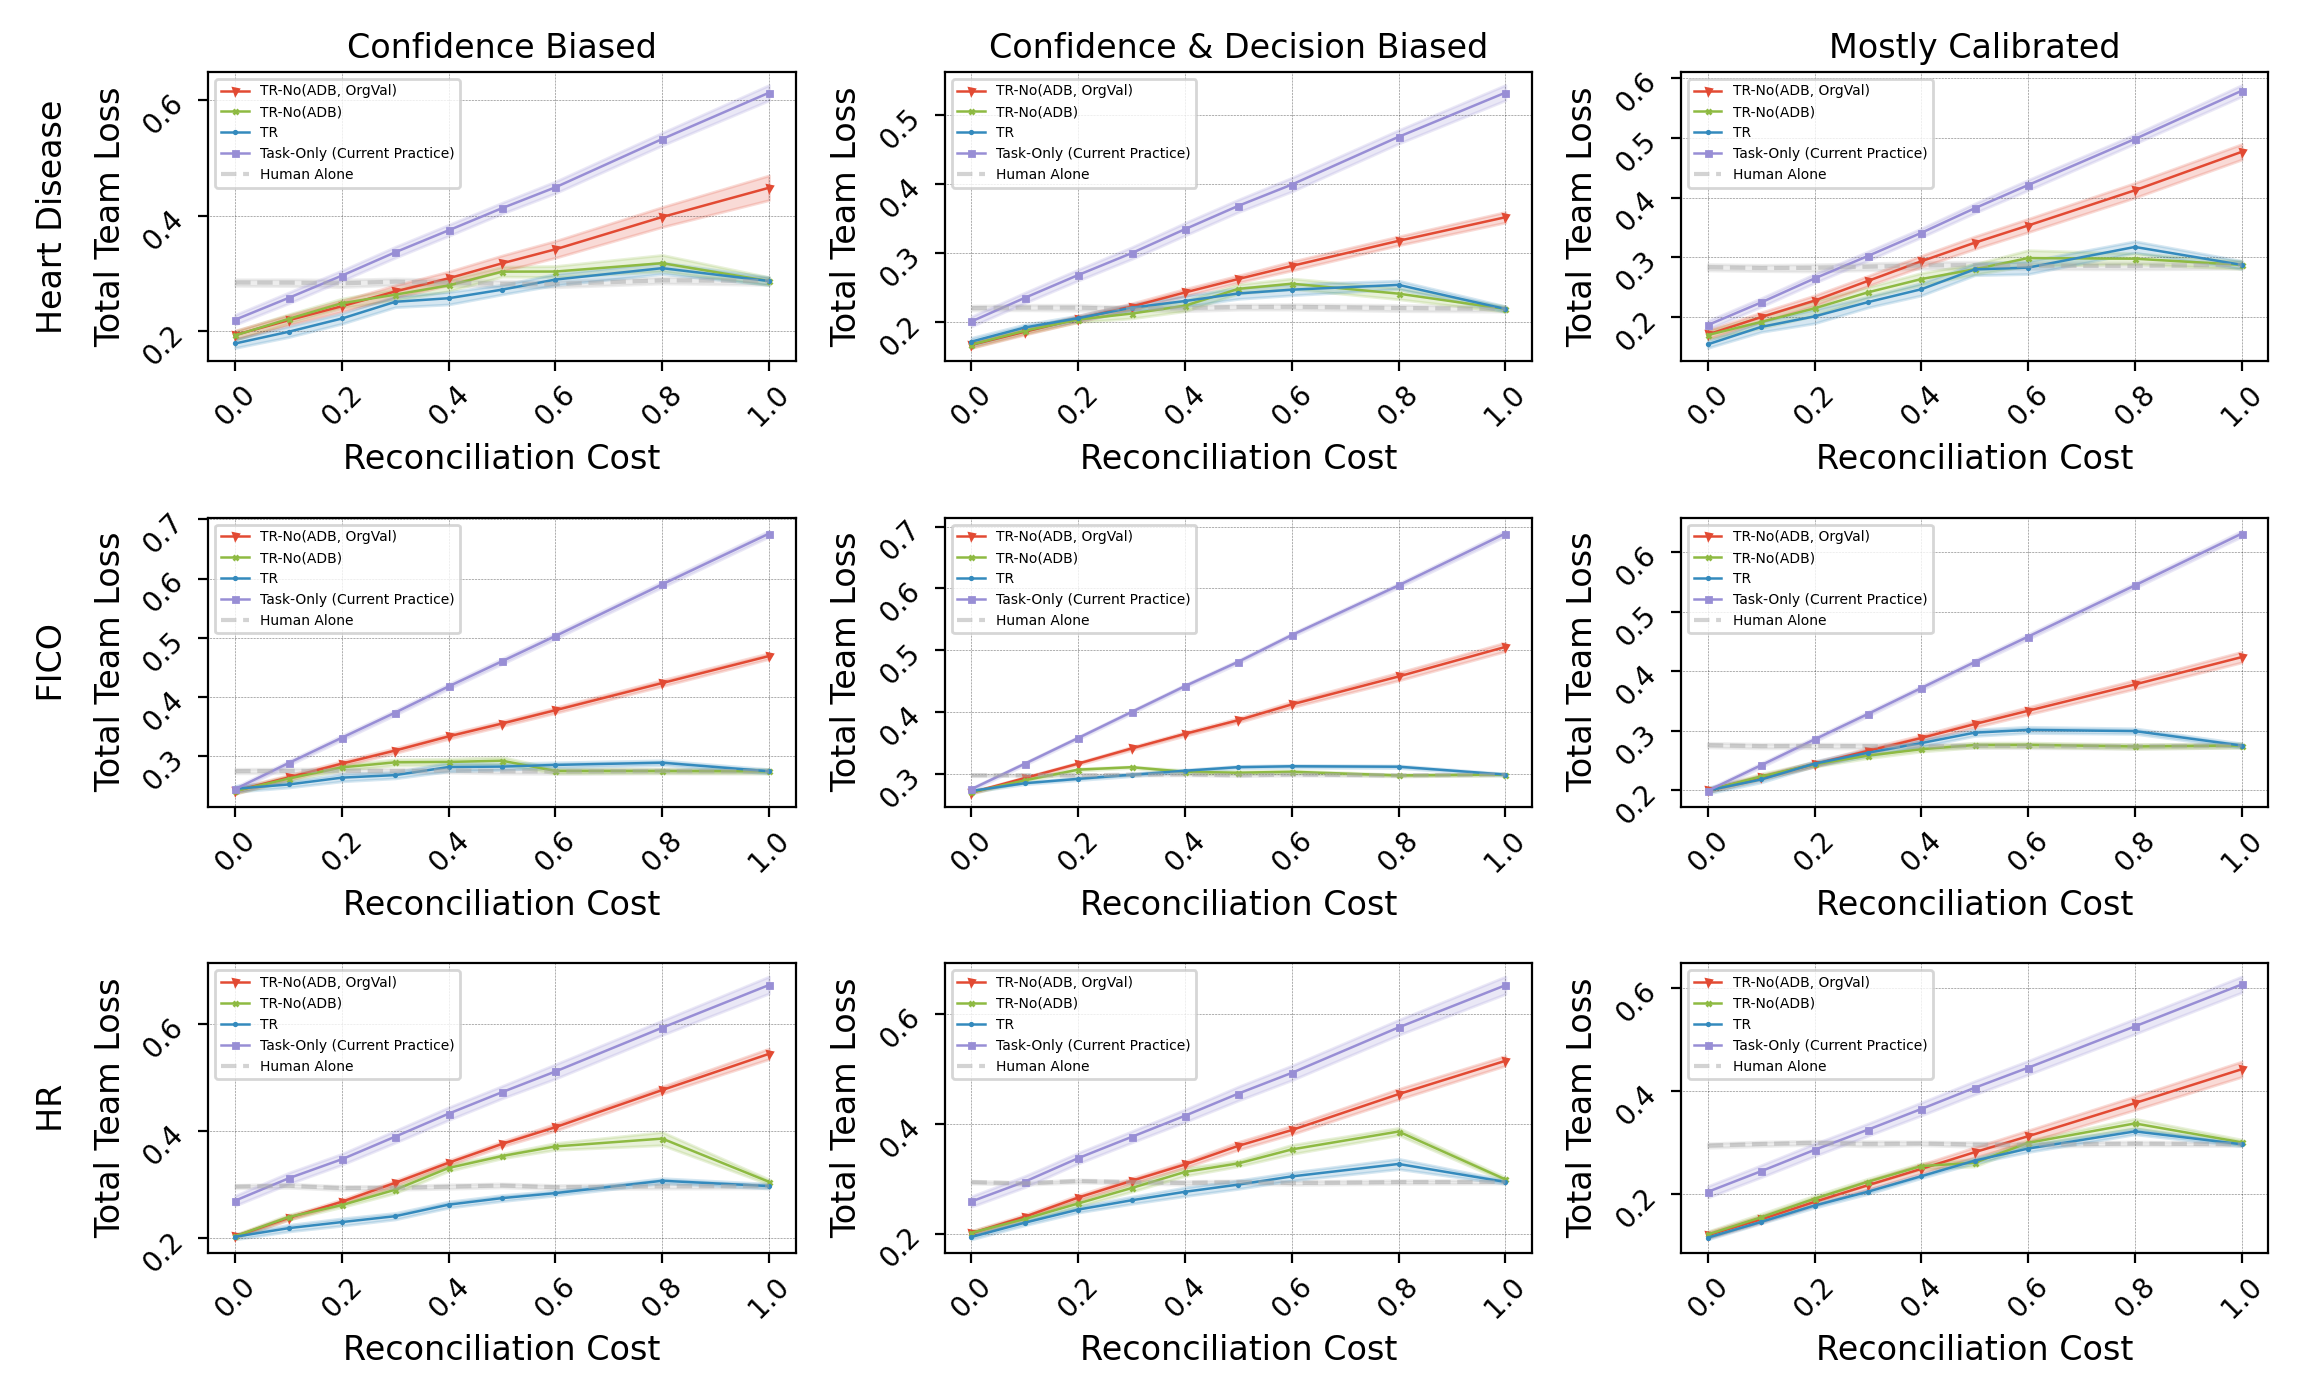 Confidence Biased
Confidence & Decision Biased
Mostly Calibrated
Heart Disease
Total Team Loss
0.6
0.4
0.2
TR-No(ADB, OrgVal)
TR-No(ADB)
TR
Task-Only (Current Practice)
Human Alone
0.0 0.2 0.4 0.6 0.8 1.0
Reconciliation Cost
Total Team Loss
0.5
0.4
0.3
0.2
TR-No(ADB, OrgVal)
TR-No(ADB)
TR
Task-Only (Current Practice)
Human Alone
0.0 0.2 0.4 0.6 0.8 1.0
Reconciliation Cost
Total Team Loss
0.6
0.5
0.4
0.3
0.2
TR-No(ADB, OrgVal)
TR-No(ADB)
TR
Task-Only (Current Practice)
Human Alone
0.0 0.2 0.4 0.6 0.8 1.0
Reconciliation Cost
FICO
Total Team Loss
0.7
0.6
0.5
0.4
0.3
TR-No(ADB, OrgVal)
TR-No(ADB)
TR
Task-Only (Current Practice)
Human Alone
0.0 0.2 0.4 0.6 0.8 1.0
Reconciliation Cost
Total Team Loss
0.7
0.6
0.5
0.4
0.3
TR-No(ADB, OrgVal)
TR-No(ADB)
TR
Task-Only (Current Practice)
Human Alone
0.0 0.2 0.4 0.6 0.8 1.0
Reconciliation Cost
Total Team Loss
0.6
0.5
0.4
0.3
0.2
TR-No(ADB, OrgVal)
TR-No(ADB)
TR
Task-Only (Current Practice)
Human Alone
0.0 0.2 0.4 0.6 0.8 1.0
Reconciliation Cost
HR
Total Team Loss
0.6
0.4
0.2
TR-No(ADB, OrgVal)
TR-No(ADB)
TR
Task-Only (Current Practice)
Human Alone
0.0 0.2 0.4 0.6 0.8 1.0
Reconciliation Cost
Total Team Loss
0.6
0.4
0.2
TR-No(ADB, OrgVal)
TR-No(ADB)
TR
Task-Only (Current Practice)
Human Alone
0.0 0.2 0.4 0.6 0.8 1.0
Reconciliation Cost
Total Team Loss
0.6
0.4
0.2
TR-No(ADB, OrgVal)
TR-No(ADB)
TR
Task-Only (Current Practice)
Human Alone
0.0 0.2 0.4 0.6 0.8 1.0
Reconciliation Cost